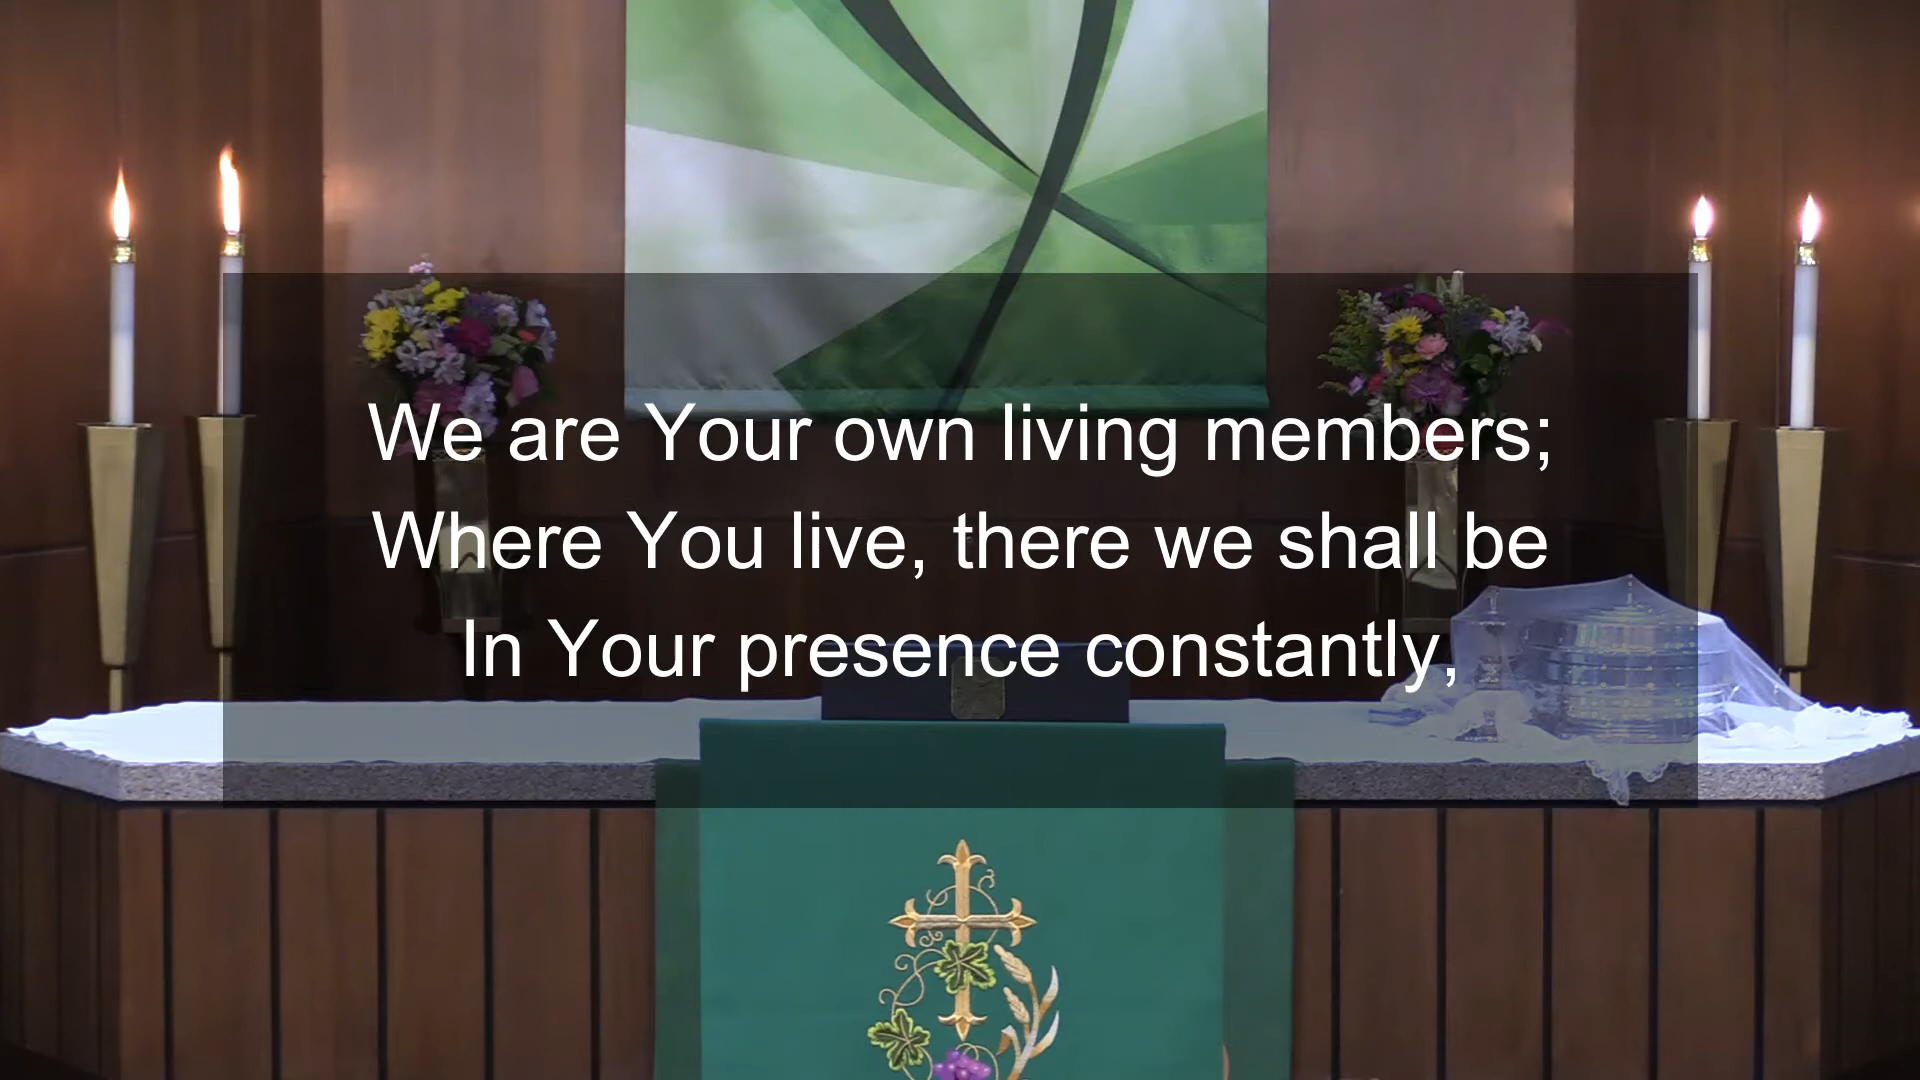 We are Your own living members;
Where You live, there we shall be
In Your presence constantly,